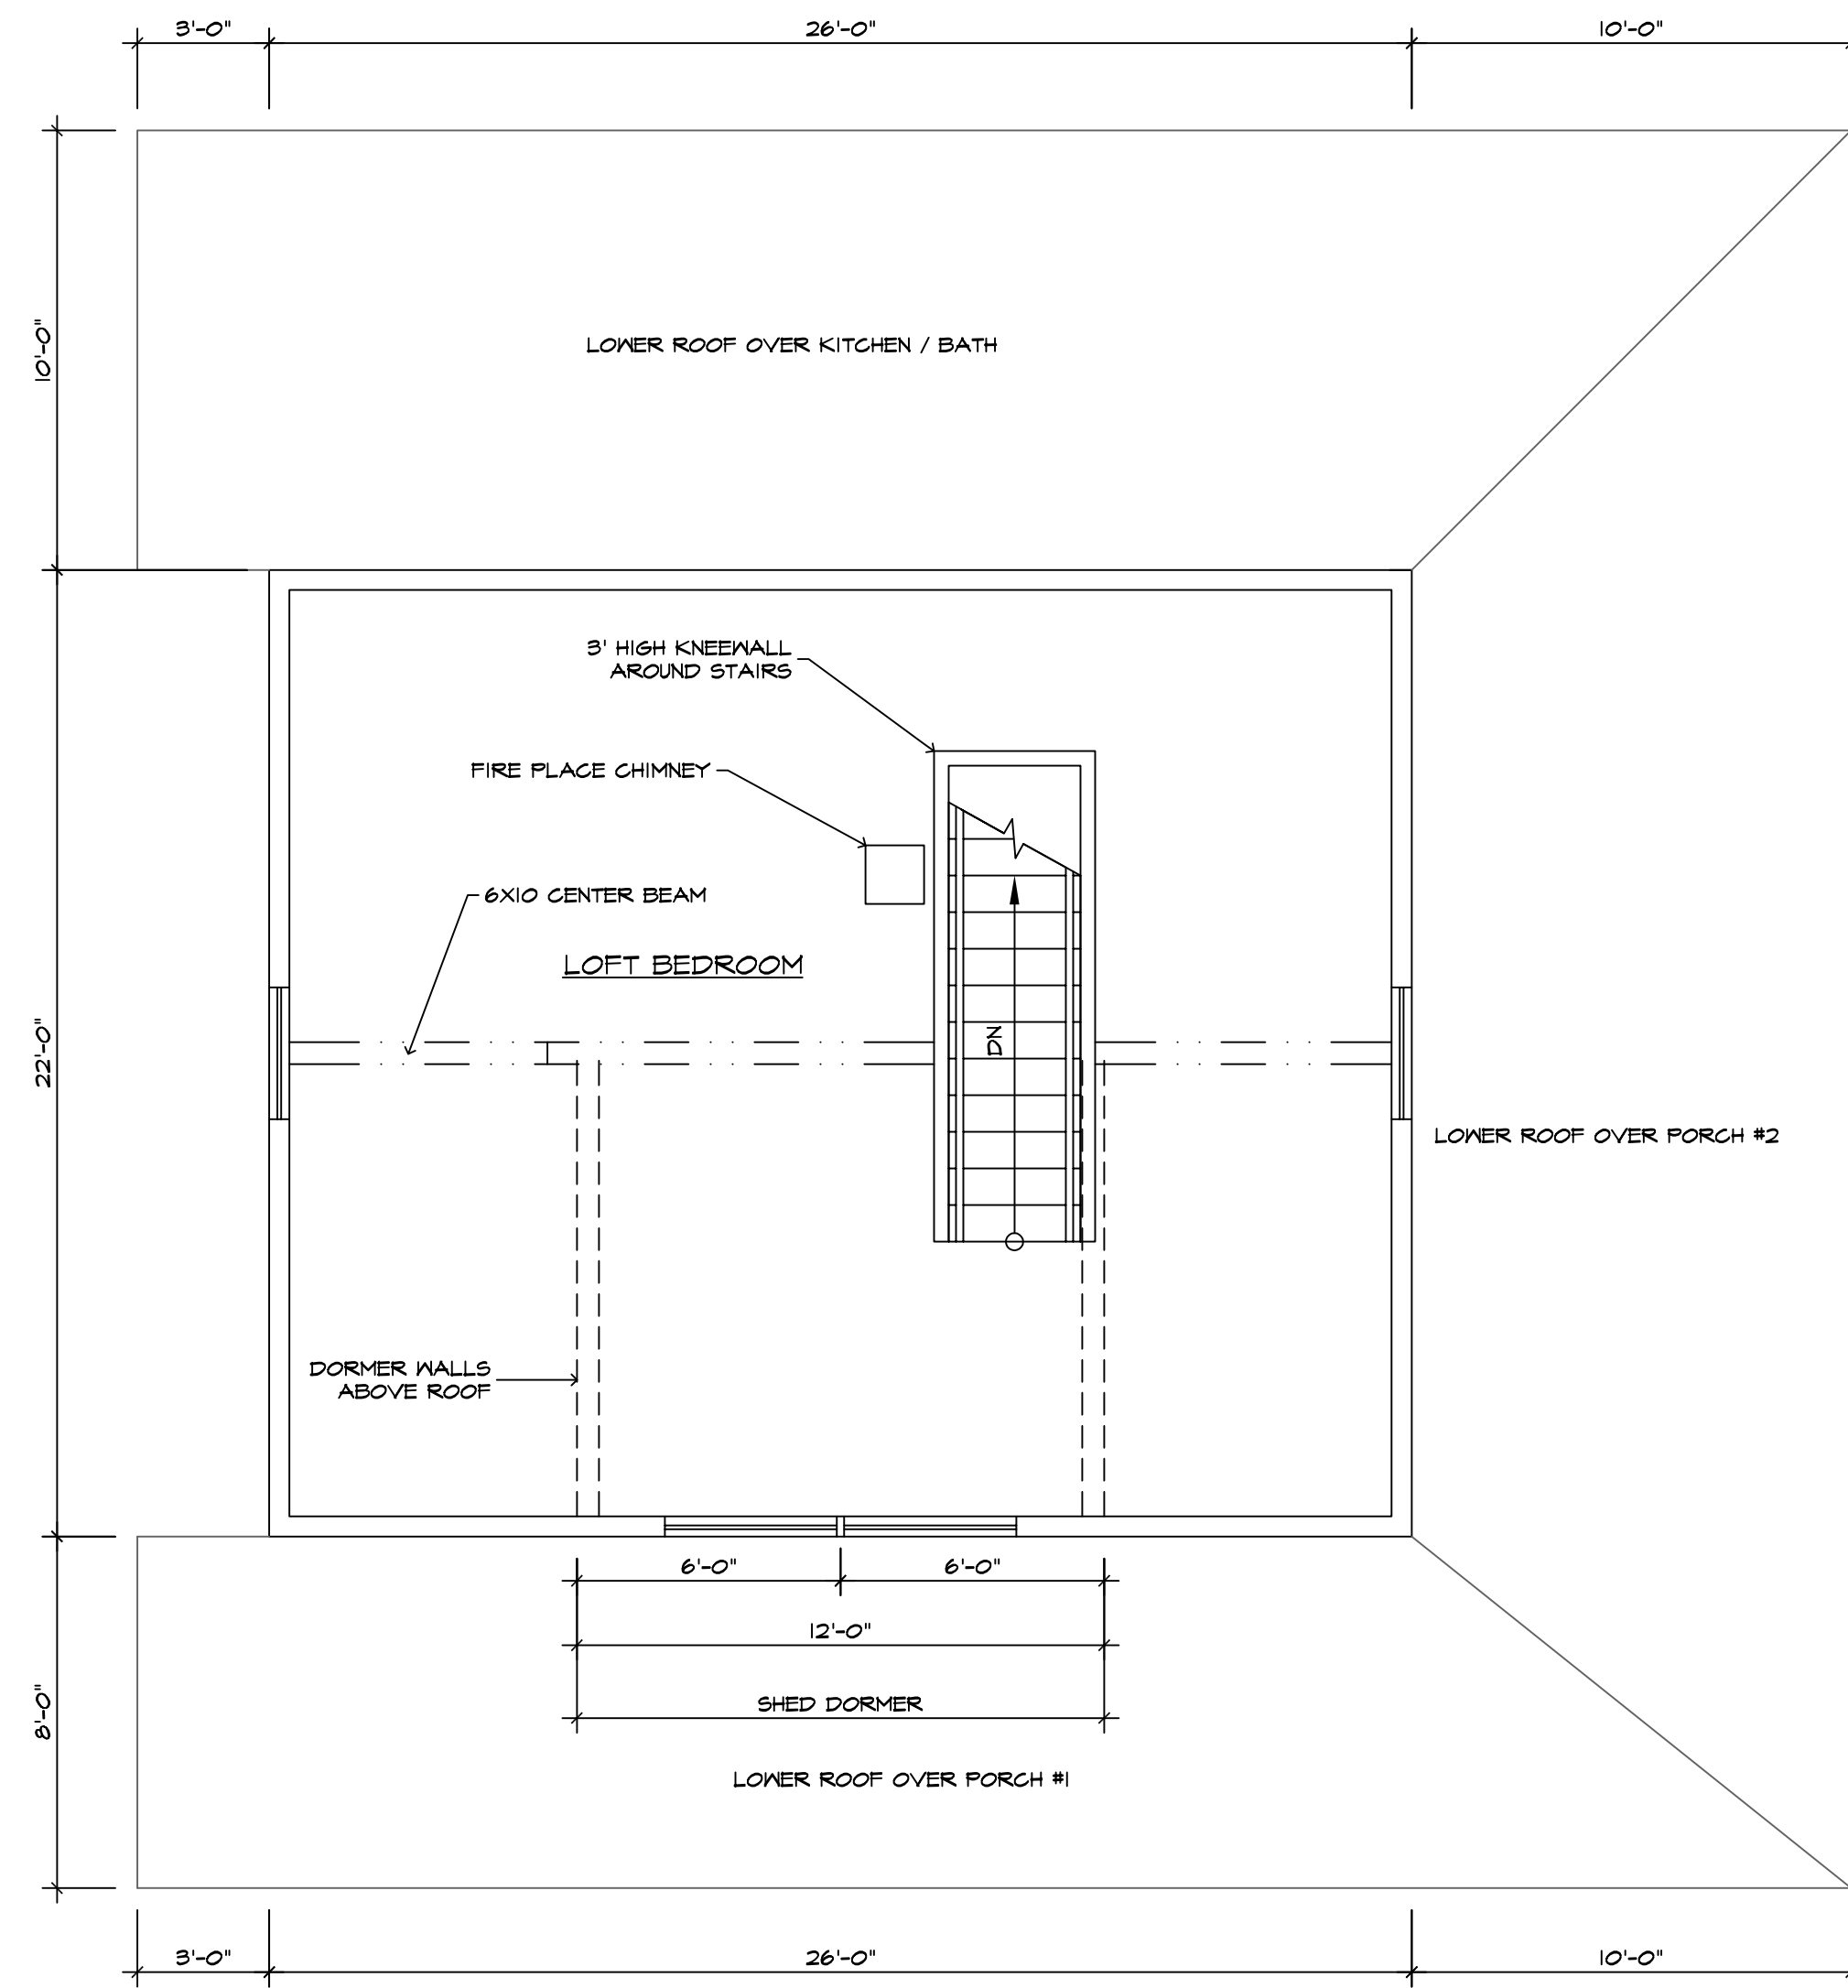 3'-0"
26'-0"
10'-0"
10'-0"
LOWER ROOF OVER KITCHEN / BATH
3' HIGH KNEEWALL
AROUND STAIRS
FIRE PLACE CHIMNEY
6X10 CENTER BEAM
LOFT BEDROOM
22'-0"
DN
LOWER ROOF OVER PORCH #2
DORMER WALLS
ABOVE ROOF
6'-0"
6'-0"
12'-0"
8'-0"
SHED DORMER
LOWER ROOF OVER PORCH #1
3'-0"
26'-0"
10'-0"